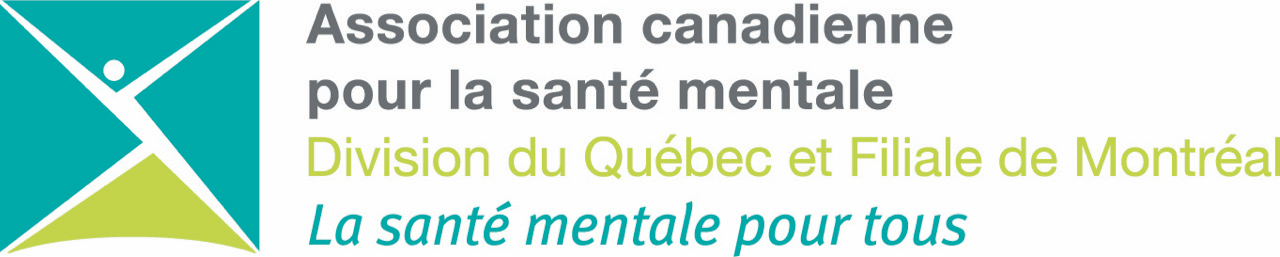 Association canadienne
pour la santé mentale
Division du Québec et Filiale de Montréal
La santé mentale pour tous